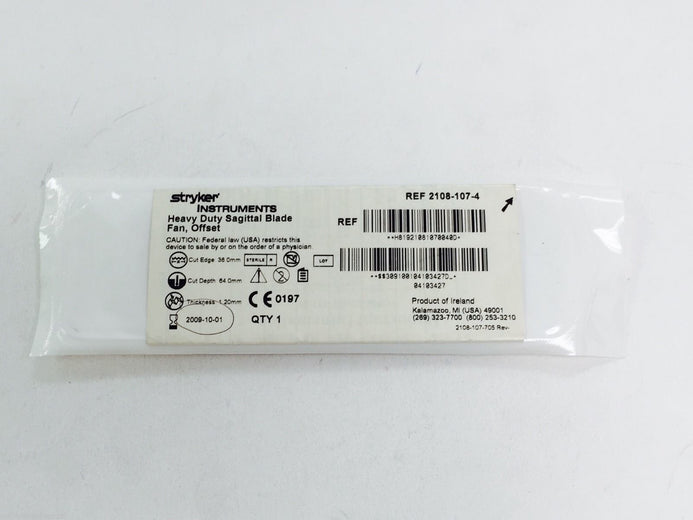 stryker
INSTRUMENTS
Heavy Duty Sagittal Blade
Fan, Offset
CAUTION: Federal law (USA) restricts this
device to sale by or on the order of a physician
Cut Edge 38.0mm
STERILE R
LOT
Cut Depth 64.0mm
Thickness 1.20mm
CE 0197
2009-10-01
QTY 1
REF 2108-107-4
REF
**H819210810700400*
04103427
Product of Ireland
Kalamazoo, MI (USA) 49001
(269) 323-7700 (800) 253-3210
2108-107-705 Rev-